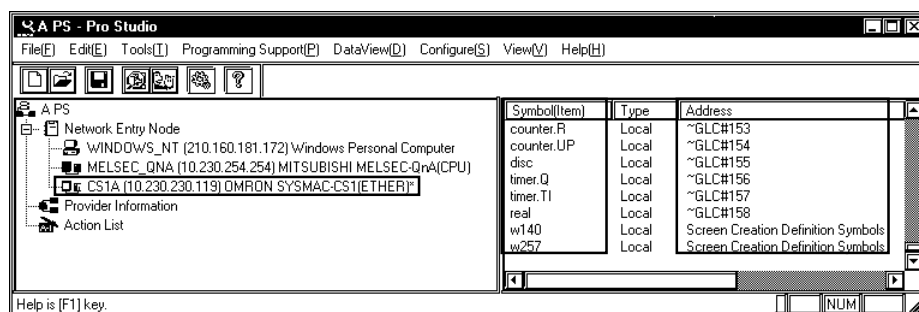 A PS - Pro Studio
File(F) Edit(E) Tools(T) Programming Support(P) DataView(D) Configure(S) View(V) Help(H)
A PS
Network Entry Node
WINDOWS_NT (210.160.181.172) Windows Personal Computer
MELSEC_QNA (10.230.254.254) MITSUBISHI MELSEC-QnA(CPU)
CS1A (10.230.230.119) OMRON SYSMAC-CS1(ETHER)*
Provider Information
Action List
Symbol(Item) Type Address
counter.R Local ~GLC#153
counter.UP Local ~GLC#154
disc Local ~GLC#155
timer.Q Local ~GLC#156
timer.TI Local ~GLC#157
real Local ~GLC#158
w140 Local Screen Creation Definition Symbols
w257 Local Screen Creation Definition Symbols
Help is [F1] key.
NUM